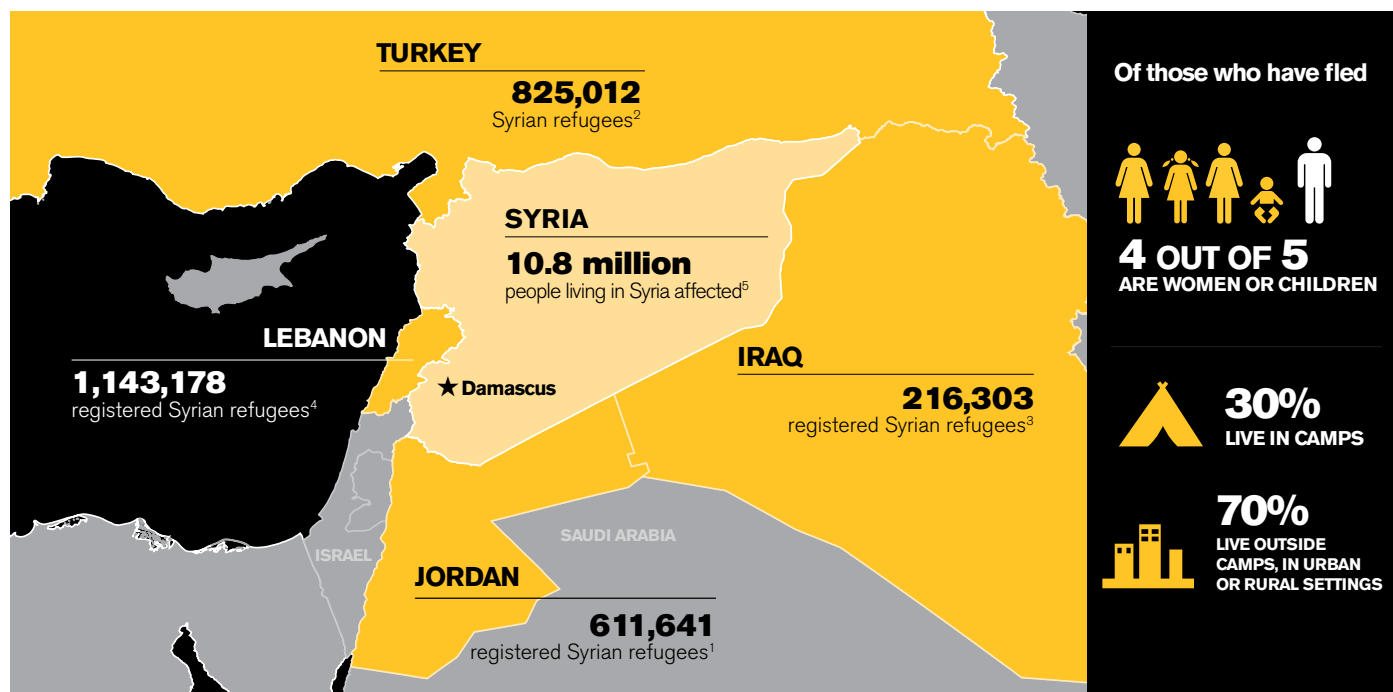 TURKEY
825,012
Syrian refugees²
SYRIA
10.8 million
people living in Syria affected⁵
LEBANON
1,143,178
registered Syrian refugees⁴
★ Damascus
IRAQ
216,303
registered Syrian refugees³
ISRAEL
SAUDI ARABIA
JORDAN
611,641
registered Syrian refugees¹
Of those who have fled
4 OUT OF 5
ARE WOMEN OR CHILDREN
30%
LIVE IN CAMPS
70%
LIVE OUTSIDE
CAMPS, IN URBAN
OR RURAL SETTINGS